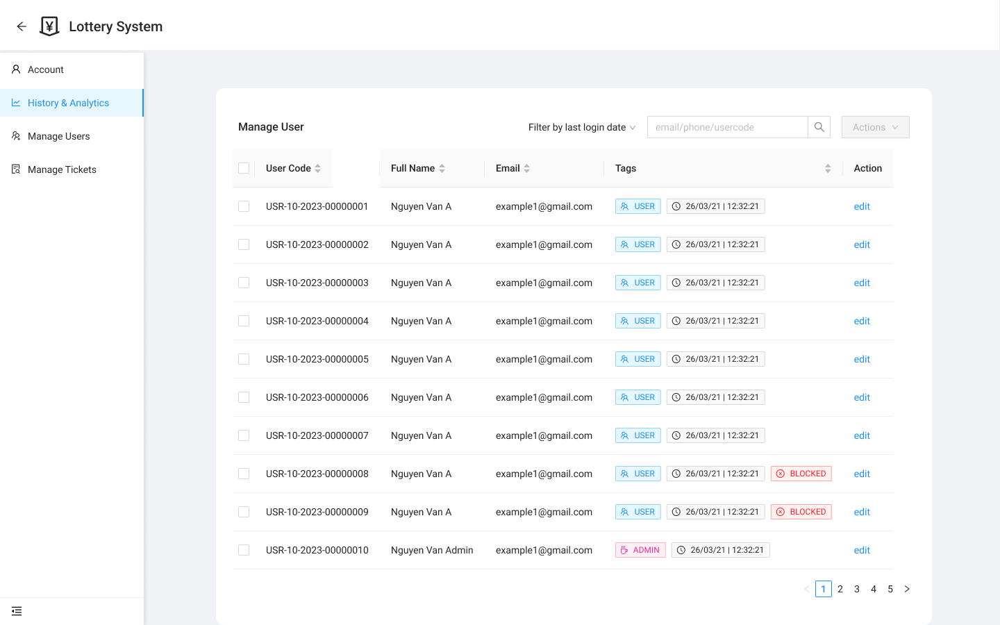 Lottery System
Account
History & Analytics
Manage Users
Manage Tickets
Manage User
Filter by last login date
email/phone/usercode
Actions
User Code Full Name Email Tags Action
USR-10-2023-00000001 Nguyen Van A example1@gmail.com USER 26/03/21 | 12:32:21 edit
USR-10-2023-00000002 Nguyen Van A example1@gmail.com USER 26/03/21 | 12:32:21 edit
USR-10-2023-00000003 Nguyen Van A example1@gmail.com USER 26/03/21 | 12:32:21 edit
USR-10-2023-00000004 Nguyen Van A example1@gmail.com USER 26/03/21 | 12:32:21 edit
USR-10-2023-00000005 Nguyen Van A example1@gmail.com USER 26/03/21 | 12:32:21 edit
USR-10-2023-00000006 Nguyen Van A example1@gmail.com USER 26/03/21 | 12:32:21 edit
USR-10-2023-00000007 Nguyen Van A example1@gmail.com USER 26/03/21 | 12:32:21 edit
USR-10-2023-00000008 Nguyen Van A example1@gmail.com USER 26/03/21 | 12:32:21 BLOCKED edit
USR-10-2023-00000009 Nguyen Van A example1@gmail.com USER 26/03/21 | 12:32:21 BLOCKED edit
USR-10-2023-00000010 Nguyen Van Admin example1@gmail.com ADMIN 26/03/21 | 12:32:21 edit
1 2 3 4 5